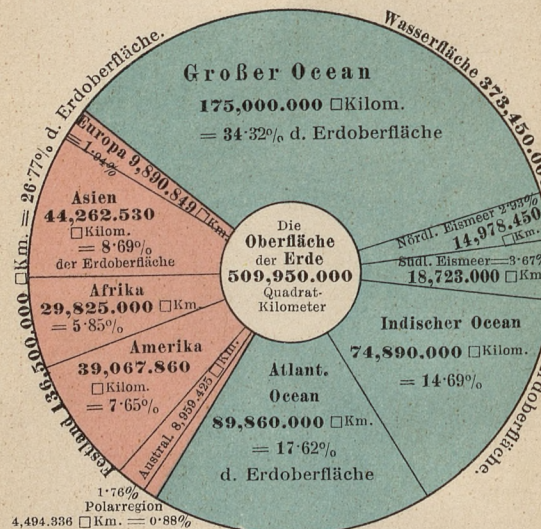 Wasserfläche 373,450.00
Großer Ocean
175,000.000 □Kilom.
= 34·32% d. Erdoberfläche
Nördl. Eismeer 2·93%
14,978.450
□Km.
Südl. Eismeer=3·67%
18,723.000 □Km
Indischer Ocean
74,890.000 □Kilom.
= 14·69%
rdoberfläche.
Atlant.
Ocean
89,860.000 □Km.
= 17·62%
d. Erdoberfläche
Die
Oberfläche
der Erde
509,950.000
Quadrat-
Kilometer
Festland 136,500.000 □Km. = 26·77% d. Erdoberfläche.
Europa 9,890.849 □Km.
= 1·94%
Asien
44,262.530
□Kilom.
= 8·69%
der Erdoberfläche
Afrika
29,825.000 □Km.
= 5·85%
Amerika
39,067.860
□Kilom.
= 7·65%
Austral. 8,959.425 □Km.
1·76%
Polarregion
4,494.336 □Km. = 0·88%